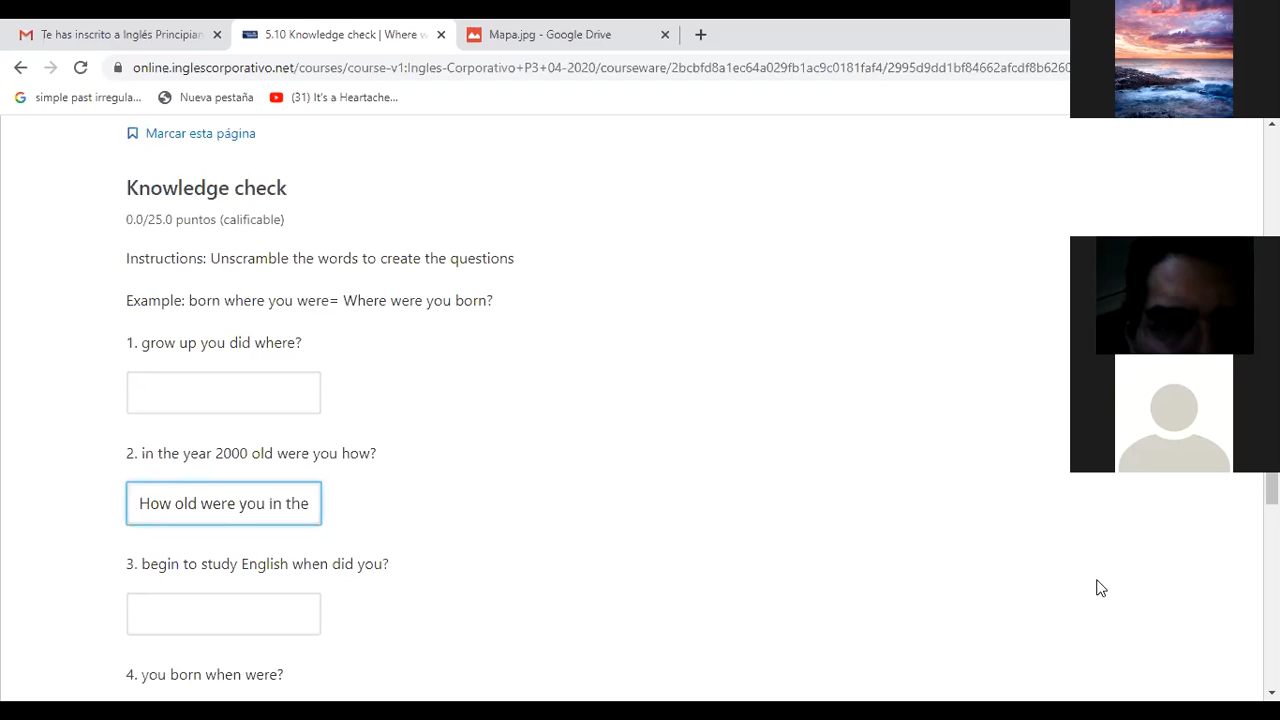 Te has inscrito a Inglés Principian
5.10 Knowledge check | Where w
Mapa.jpg - Google Drive
online.inglescorporativo.net/courses/course-v1:Ingles-Corporativo+P3+04-2020/courseware/2bcbfd8a1ec64a029fb1ac9c0181faf4/2995d9dd1bf84662afcdf8b6260
simple past irregula...
Nueva pestaña
(31) It's a Heartache...
Marcar esta página
Knowledge check
0.0/25.0 puntos (calificable)
Instructions: Unscramble the words to create the questions
Example: born where you were= Where were you born?
1. grow up you did where?
2. in the year 2000 old were you how?
How old were you in the
3. begin to study English when did you?
4. you born when were?